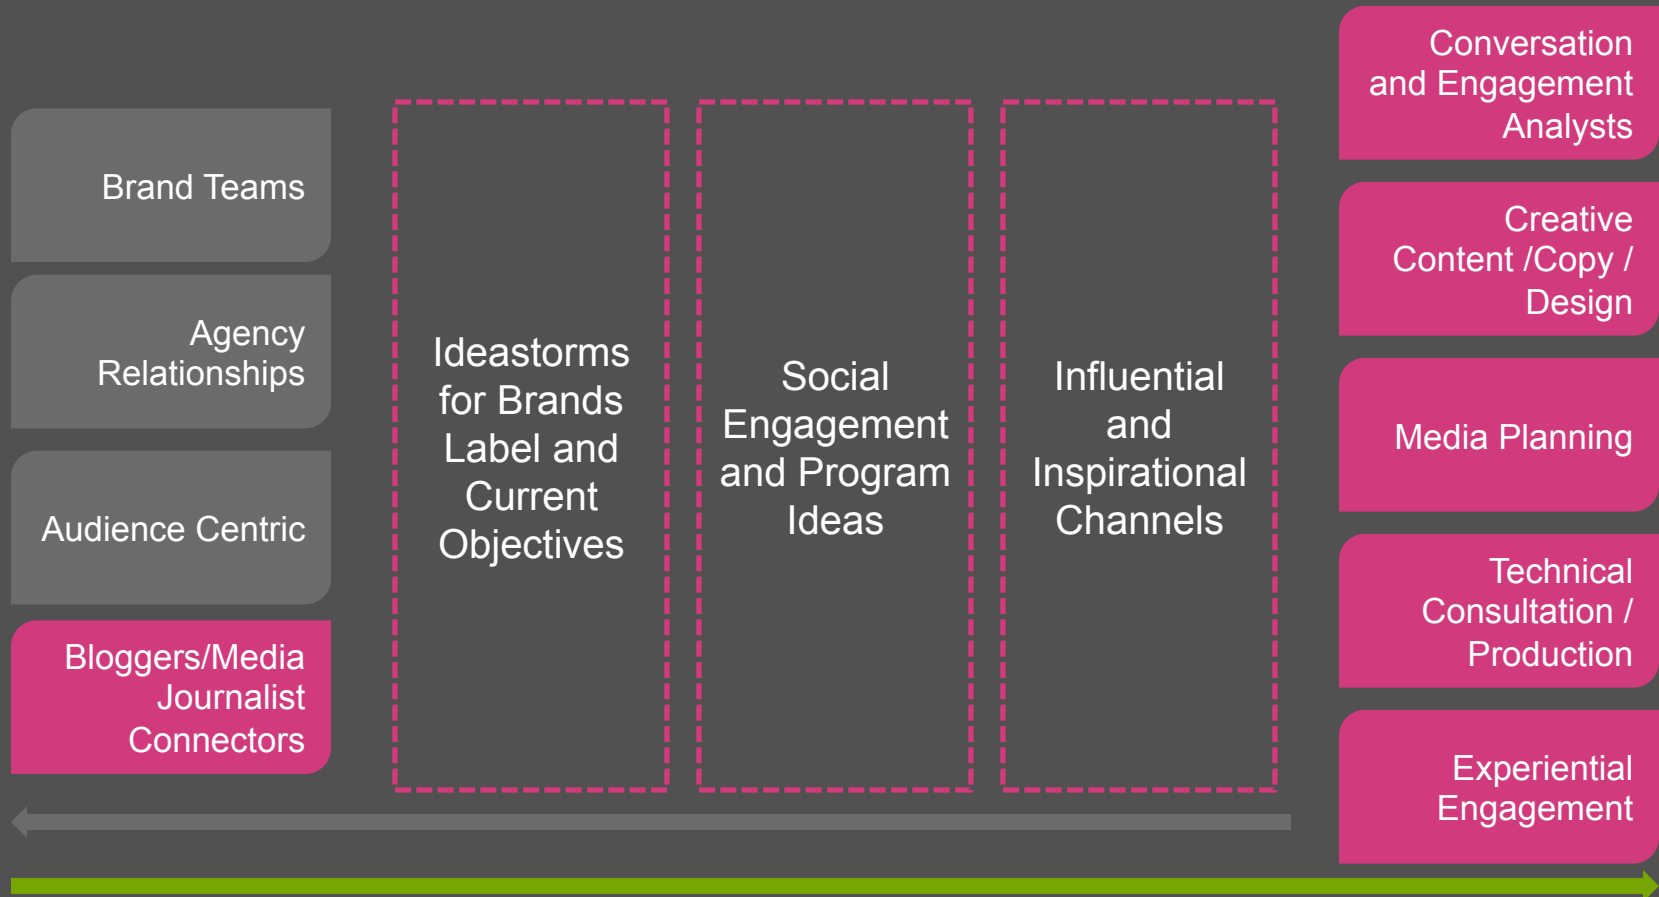 Brand Teams
Agency
Relationships
Audience Centric
Bloggers/Media
Journalist
Connectors
Ideastorms
for Brands
Label and
Current
Objectives
Social
Engagement
and Program
Ideas
Influential
and
Inspirational
Channels
Conversation
and Engagement
Analysts
Creative
Content /Copy /
Design
Media Planning
Technical
Consultation /
Production
Experiential
Engagement